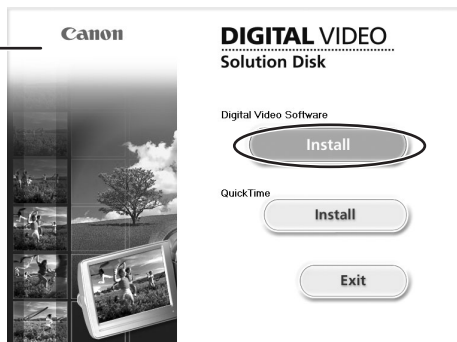 Canon
DIGITAL VIDEO
Solution Disk
Digital Video Software
Install
QuickTime
Install
Exit